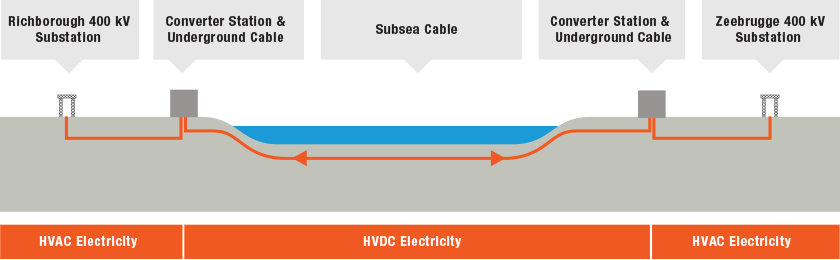 Richborough 400 kV
Substation
Converter Station &
Underground Cable
Subsea Cable
Converter Station &
Underground Cable
Zeebrugge 400 kV
Substation
HVAC Electricity
HVDC Electricity
HVAC Electricity